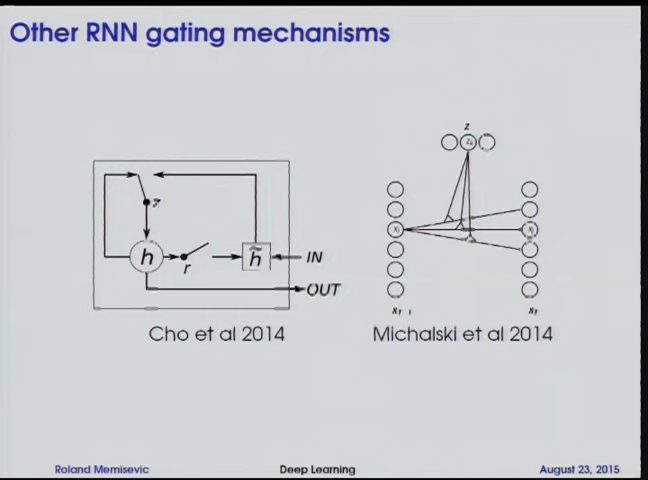 Other RNN gating mechanisms
z
z
h
r
h̃
IN
OUT
Cho et al 2014
Michalski et al 2014
Roland Memisevic
Deep Learning
August 23, 2015